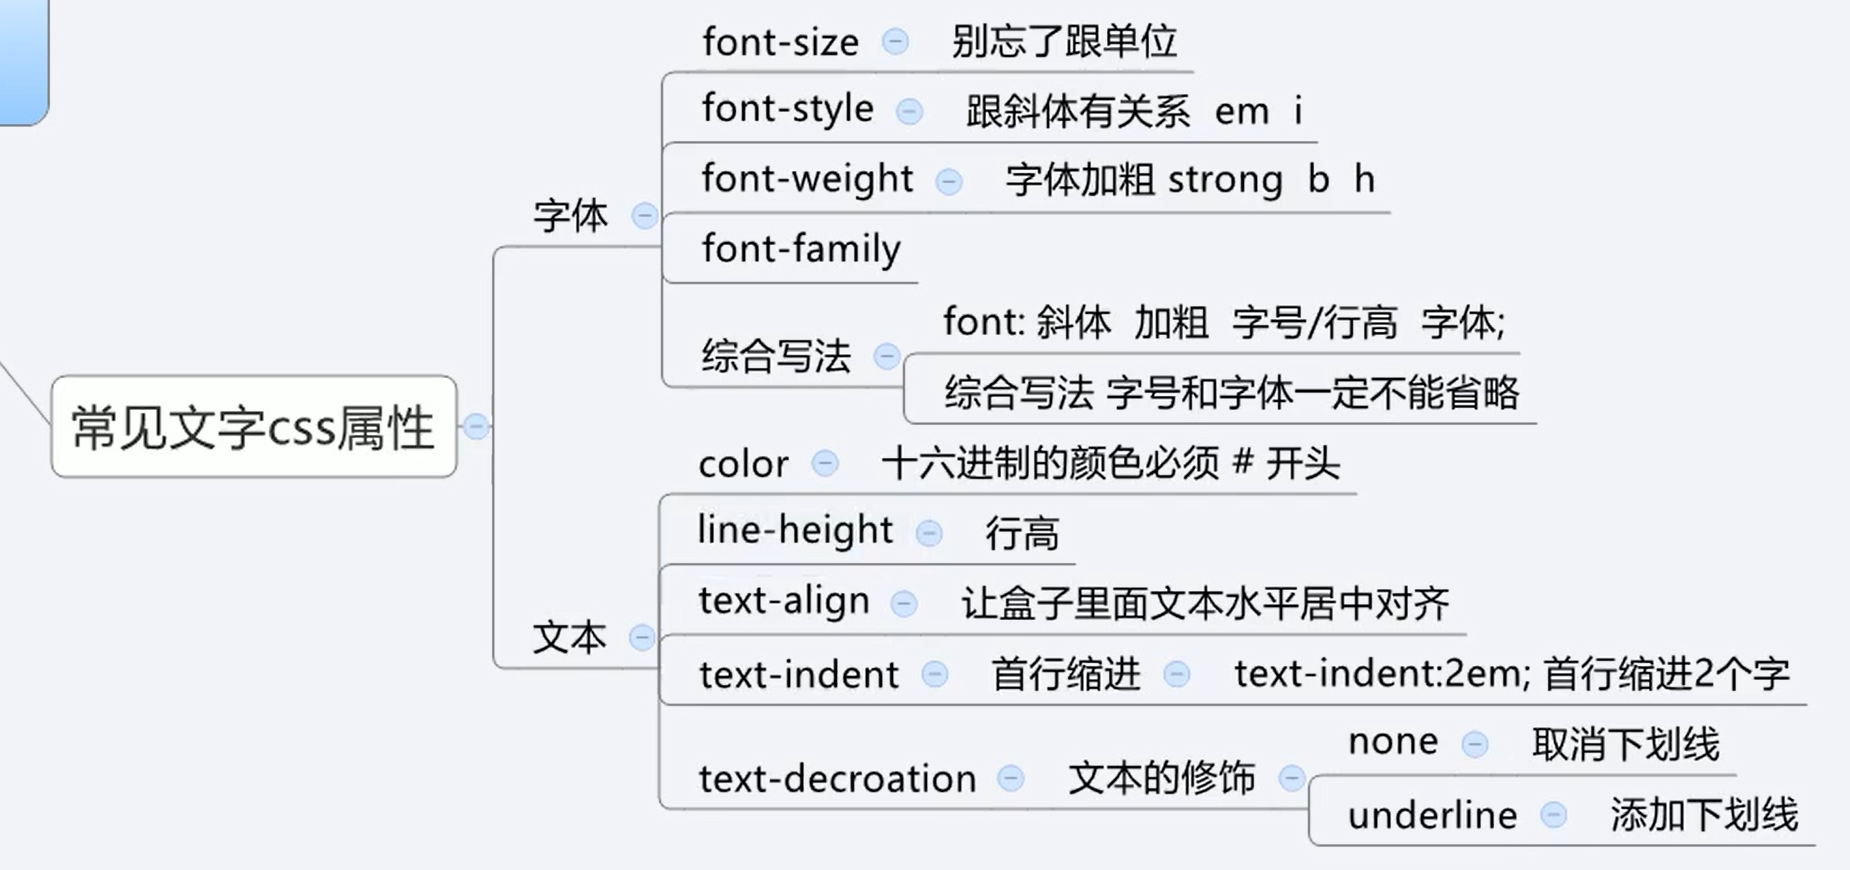 常见文字css属性
字体
font-size 别忘了跟单位
font-style 跟斜体有关系 em i
font-weight 字体加粗 strong b h
font-family
综合写法
font: 斜体 加粗 字号/行高 字体;
综合写法 字号和字体一定不能省略
文本
color 十六进制的颜色必须 # 开头
line-height 行高
text-align 让盒子里面文本水平居中对齐
text-indent 首行缩进 text-indent:2em; 首行缩进2个字
text-decroation 文本的修饰
none 取消下划线
underline 添加下划线